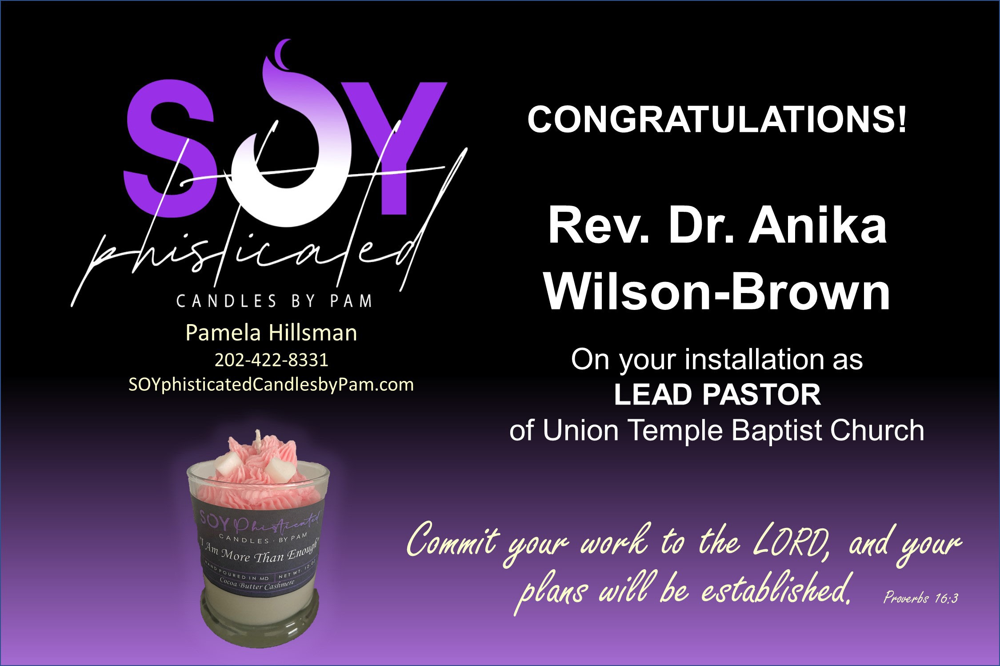 SOY
phisticated
CANDLES BY PAM
Pamela Hillsman
202-422-8331
SOYphisticatedCandlesbyPam.com
CONGRATULATIONS!
Rev. Dr. Anika
Wilson-Brown
On your installation as
LEAD PASTOR
of Union Temple Baptist Church
SOY Phisticated
CANDLES · BY PAM
"I Am More Than Enough"
HAND POURED IN MD | NET WT. 12 OZ
Cocoa Butter Cashmere
Commit your work to the LORD, and your
plans will be established. Proverbs 16:3